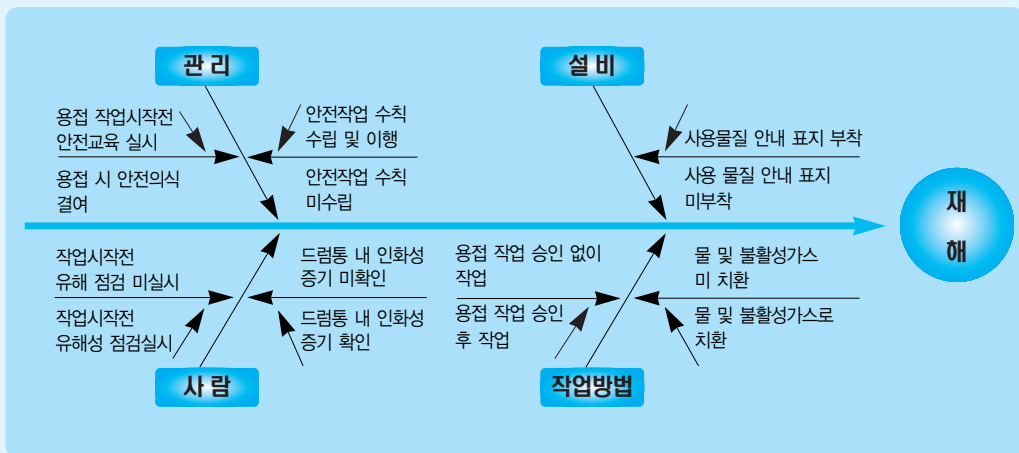 관 리
설 비
용접 작업시작전
안전교육 실시
안전작업 수칙
수립 및 이행
사용물질 안내 표지 부착
용접 시 안전의식
결여
안전작업 수칙
미수립
사용 물질 안내 표지
미부착
재
해
작업시작전
유해 점검 미실시
드럼통 내 인화성
증기 미확인
용접 작업 승인 없이
작업
물 및 불활성가스
미 치환
작업시작전
유해성 점검실시
드럼통 내 인화성
증기 확인
용접 작업 승인
후 작업
물 및 불활성가스로
치환
사 람
작업방법